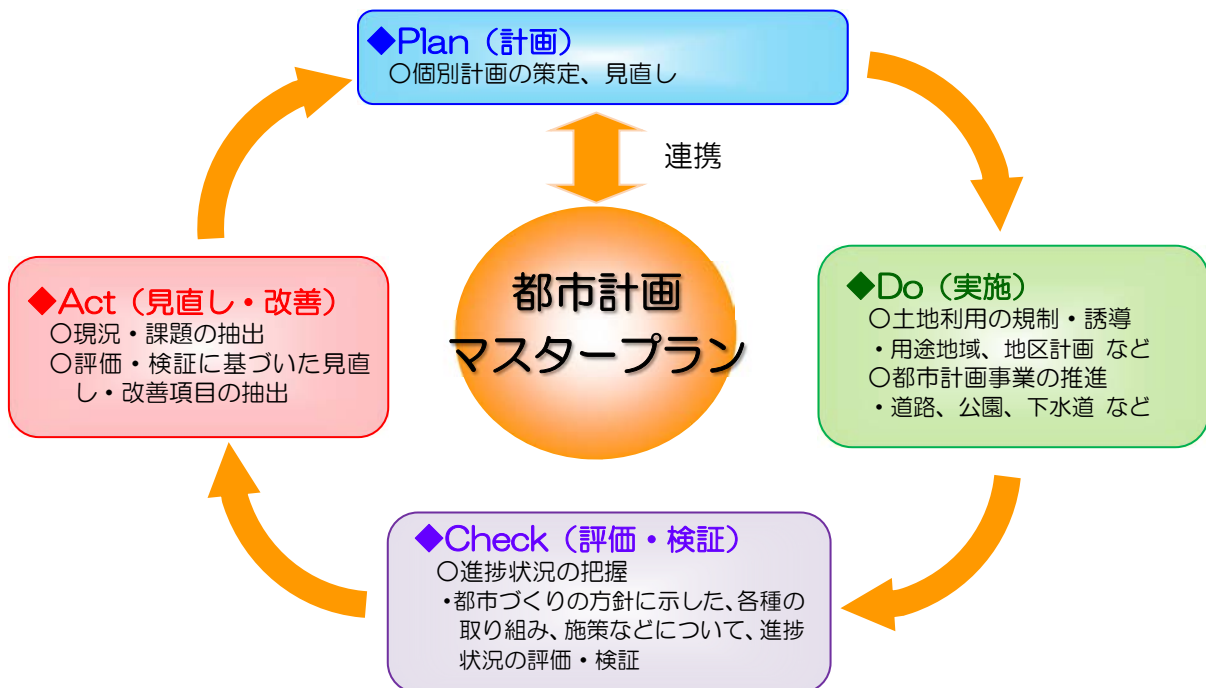 ◆Plan（計画）
○個別計画の策定、見直し
連携
都市計画
マスタープラン
◆Do（実施）
○土地利用の規制・誘導
・用途地域、地区計画 など
○都市計画事業の推進
・道路、公園、下水道 など
◆Check（評価・検証）
○進捗状況の把握
・都市づくりの方針に示した、各種の
取り組み、施策などについて、進捗
状況の評価・検証
◆Act（見直し・改善）
○現況・課題の抽出
○評価・検証に基づいた見直
し・改善項目の抽出